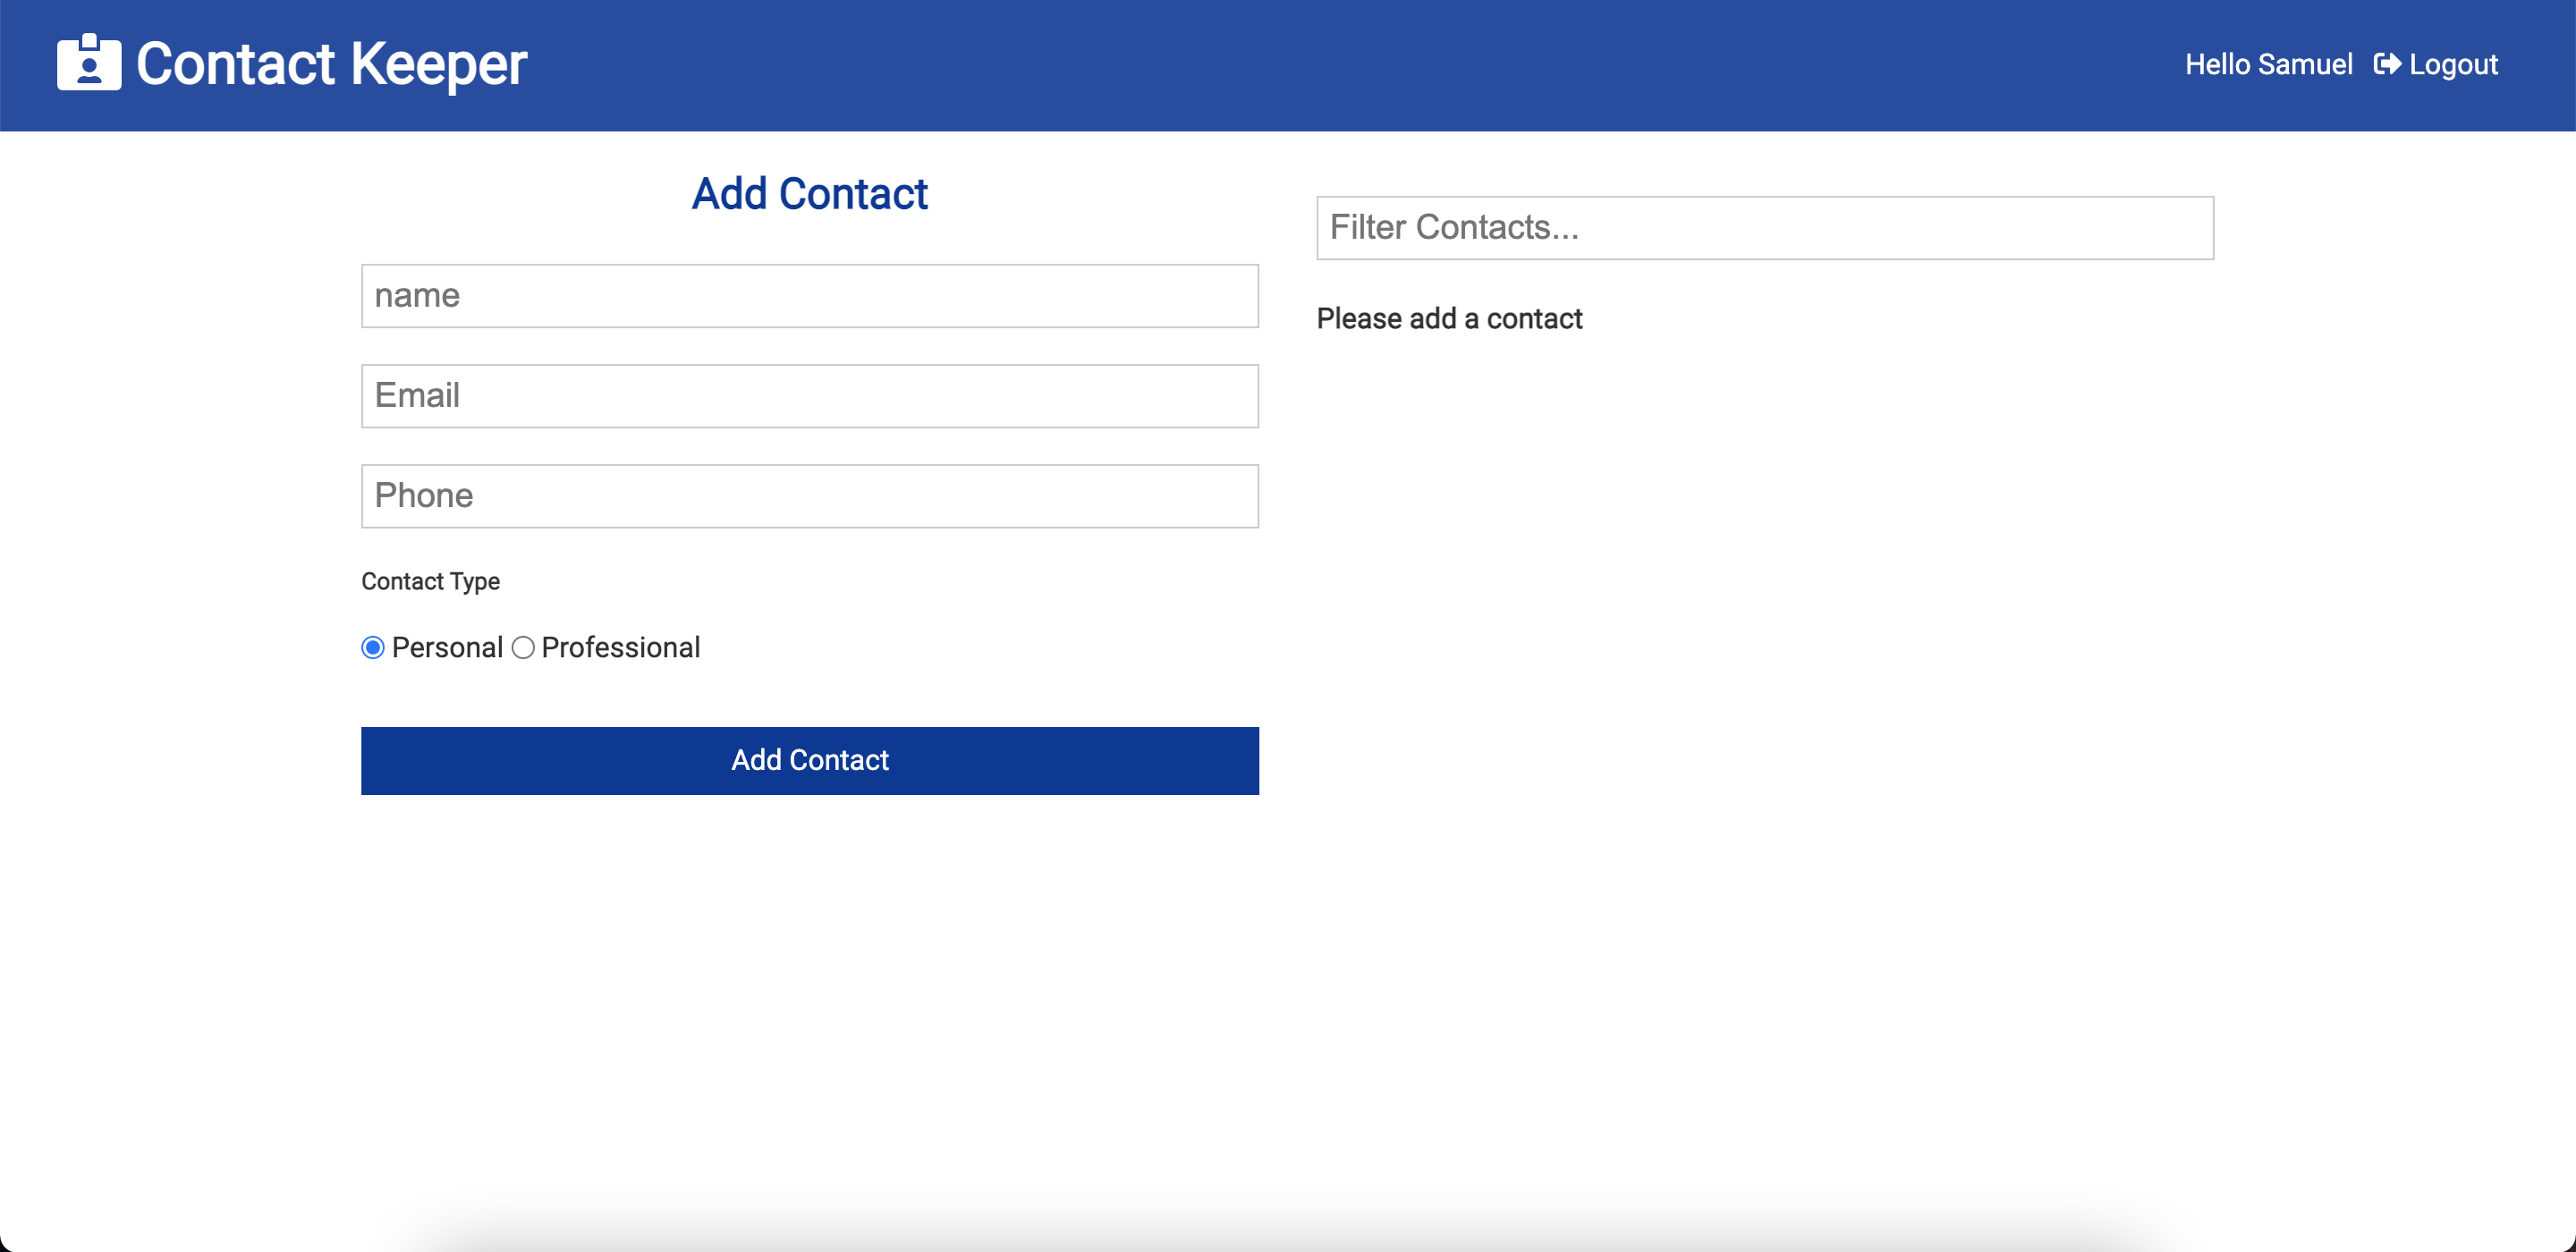 Contact Keeper
Hello Samuel Logout
Add Contact
name
Email
Phone
Contact Type
Personal Professional
Add Contact
Filter Contacts...
Please add a contact